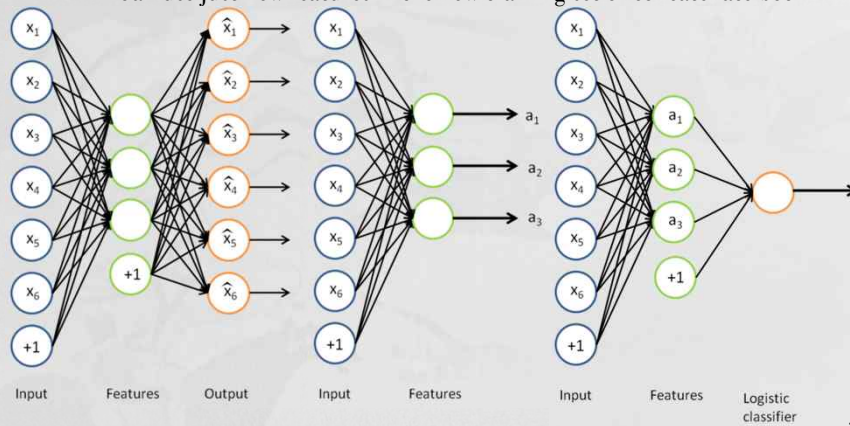 x1
x2
x3
x4
x5
x6
+1
+1
x̂1
x̂2
x̂3
x̂4
x̂5
x̂6
Input
Features
Output
x1
x2
x3
x4
x5
x6
+1
a1
a2
a3
Input
Features
x1
x2
x3
x4
x5
x6
+1
a1
a2
a3
+1
Input
Features
Logistic
classifier